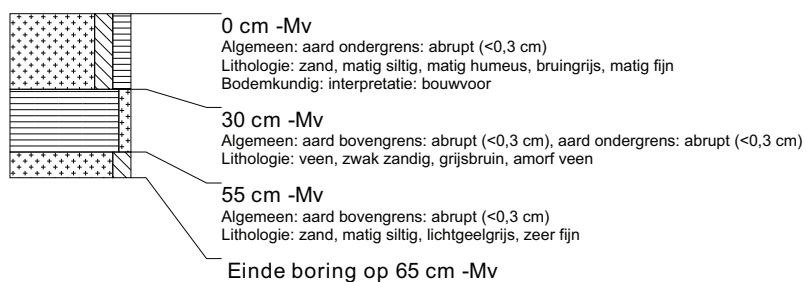 0 cm -Mv
Algemeen: aard ondergrens: abrupt (<0,3 cm)
Lithologie: zand, matig siltig, matig humeus, bruingrijs, matig fijn
Bodemkundig: interpretatie: bouwvoor
30 cm -Mv
Algemeen: aard bovengrens: abrupt (<0,3 cm), aard ondergrens: abrupt (<0,3 cm)
Lithologie: veen, zwak zandig, grijsbruin, amorf veen
55 cm -Mv
Algemeen: aard bovengrens: abrupt (<0,3 cm)
Lithologie: zand, matig siltig, lichtgeelgrijs, zeer fijn
Einde boring op 65 cm -Mv